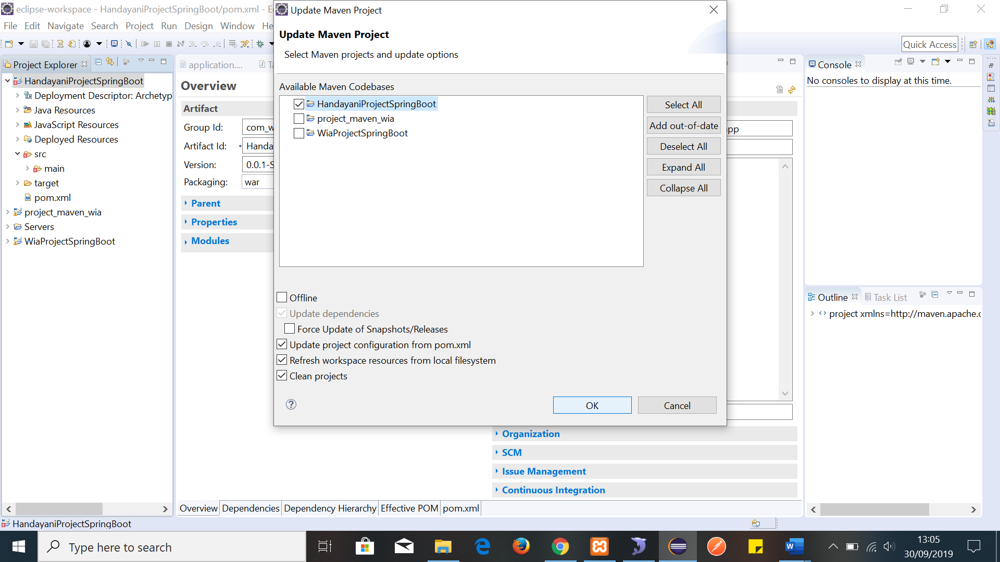 eclipse-workspace - HandayaniProjectSpringBoot/pom.xml - E
File Edit Navigate Search Project Run Design Window He
Quick Access
Project Explorer
HandayaniProjectSpringBoot
Deployment Descriptor: Archetyp
Java Resources
JavaScript Resources
Deployed Resources
src
main
target
pom.xml
project_maven_wia
Servers
WiaProjectSpringBoot
application....
Ta
Overview
Artifact
Group Id:
com_w
Artifact Id:
Handa
Version:
0.0.1-S
Packaging:
war
Parent
Properties
Modules
pp
Organization
SCM
Issue Management
Continuous Integration
Overview Dependencies Dependency Hierarchy Effective POM pom.xml
Update Maven Project
Update Maven Project
Select Maven projects and update options
Available Maven Codebases
HandayaniProjectSpringBoot
project_maven_wia
WiaProjectSpringBoot
Select All
Add out-of-date
Deselect All
Expand All
Collapse All
Offline
Update dependencies
Force Update of Snapshots/Releases
Update project configuration from pom.xml
Refresh workspace resources from local filesystem
Clean projects
OK
Cancel
Console
No consoles to display at this time.
Outline
Task List
project xmlns=http://maven.apache.o
HandayaniProjectSpringBoot
Type here to search
13:05
30/09/2019